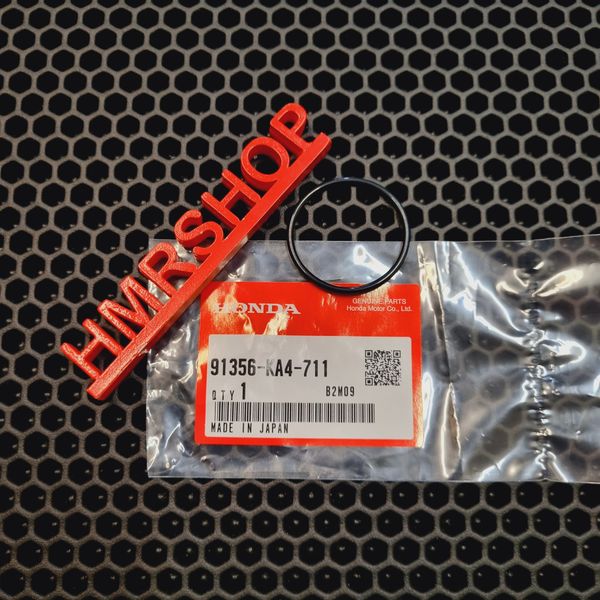 HMRSHOP
HONDA
GENUINE PARTS
Honda Motor Co., Ltd.
91356-KA4-711
QTY 1
B2M09
MADE IN JAPAN